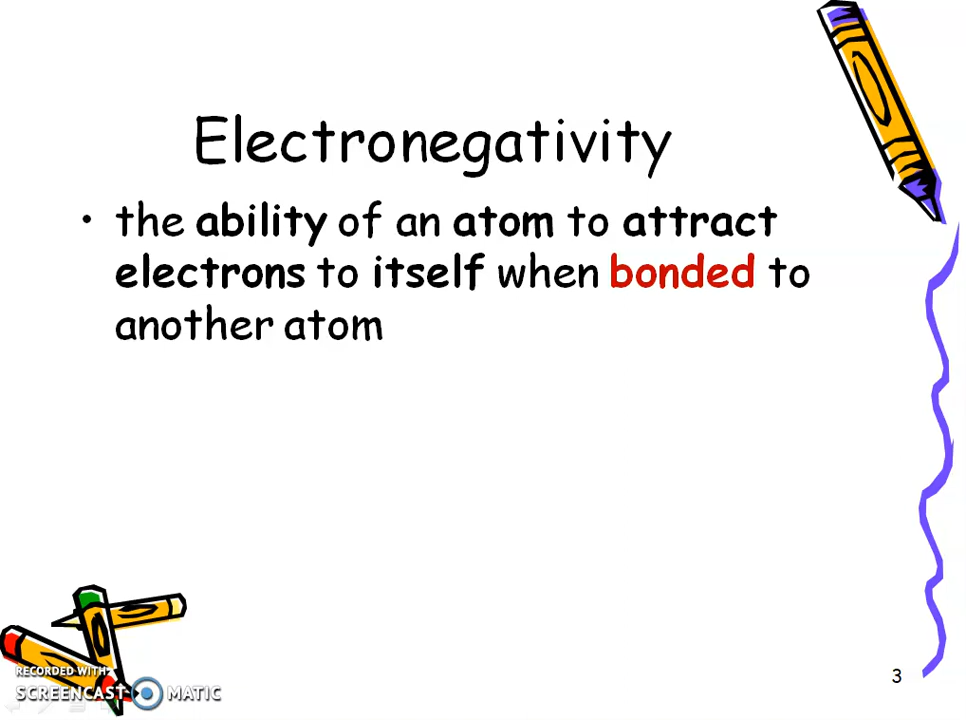 Electronegativity
• the ability of an atom to attract
electrons to itself when bonded to
another atom
RECORDED WITH
SCREENCAST MATIC
3